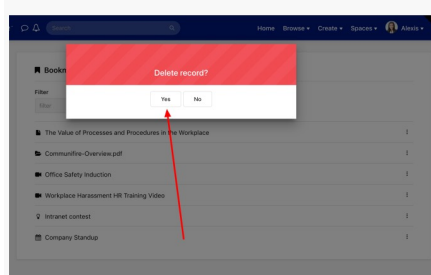 Search
Home Browse Create Spaces Alexis
Delete record?
Bookm
Yes No
Filter
Filter
The Value of Processes and Procedures in the Workplace
Communifire-Overview.pdf
Office Safety Induction
Workplace Harassment HR Training Video
Intranet contest
Company Standup